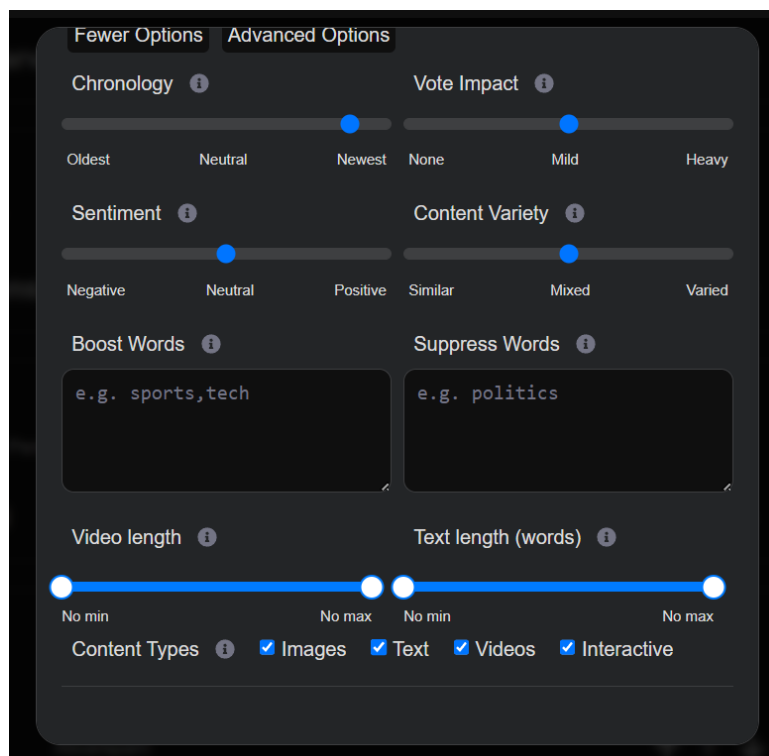 Fewer Options Advanced Options
Chronology Vote Impact
Oldest Neutral Newest None Mild Heavy
Sentiment Content Variety
Negative Neutral Positive Similar Mixed Varied
Boost Words Suppress Words
e.g. sports,tech e.g. politics
Video length Text length (words)
No min No max No min No max
Content Types Images Text Videos Interactive